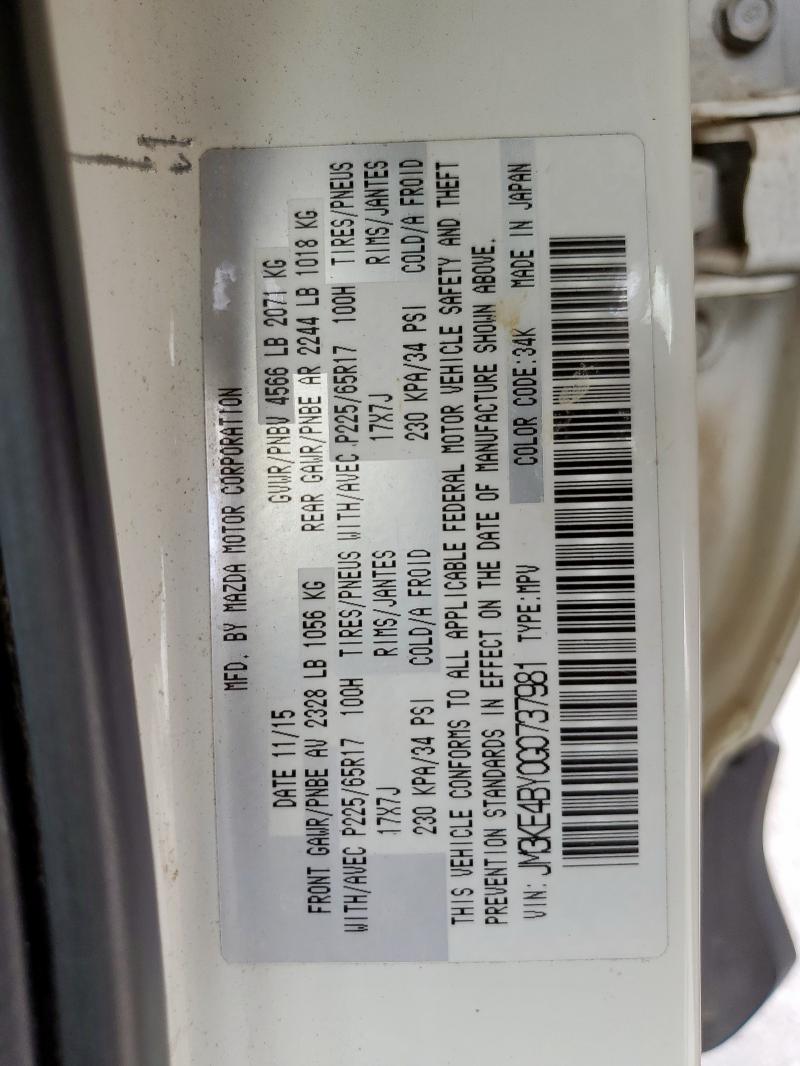 MFD. BY MAZDA MOTOR CORPORATION
DATE 11/15 GVWR/PNBV 4566 LB 2071 KG
FRONT GAWR/PNBE AV 2328 LB 1056 KG REAR GAWR/PNBE AR 2244 LB 1018 KG
WITH/AVEC P225/65R17 100H TIRES/PNEUS WITH/AVEC P225/65R17 100H TIRES/PNEUS
17X7J RIMS/JANTES 17X7J RIMS/JANTES
230 KPA/34 PSI COLD/A FROID 230 KPA/34 PSI COLD/A FROID
THIS VEHICLE CONFORMS TO ALL APPLICABLE FEDERAL MOTOR VEHICLE SAFETY AND THEFT
PREVENTION STANDARDS IN EFFECT ON THE DATE OF MANUFACTURE SHOWN ABOVE.
VIN: JM3KE4BY0G0737981 TYPE:MPV COLOR CODE:34K MADE IN JAPAN